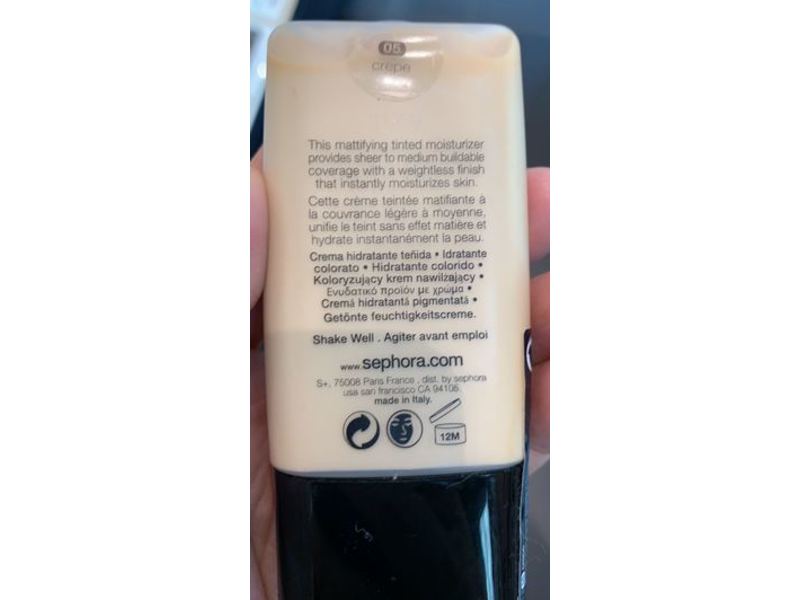 05
crepe
This mattifying tinted moisturizer
provides sheer to medium buildable
coverage with a weightless finish
that instantly moisturizes skin.
Cette crème teintée matifiante à
la couvrance légère à moyenne,
unifie le teint sans effet matière et
hydrate instantanément la peau.
Crema hidratante teñida • Idratante
colorato • Hidratante colorido •
Koloryzujący krem nawilżający •
Ενυδατικό προϊόν με χρώμα •
Cremă hidratantă pigmentată •
Getönte feuchtigkeitscreme.
Shake Well . Agiter avant emploi
www.sephora.com
S+, 75008 Paris France , dist. by sephora
usa san francisco CA 94105
made in Italy.
12M